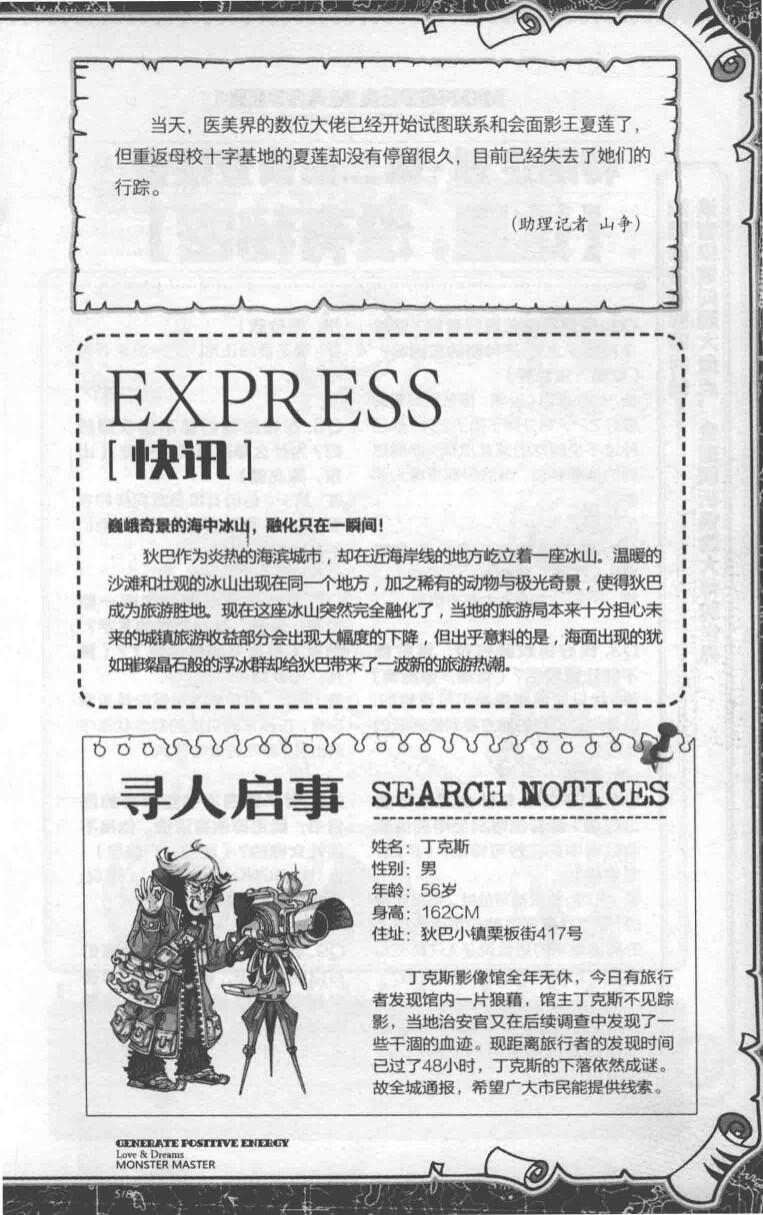 当天，医美界的数位大佬已经开始试图联系和会面影王夏莲了，
但重返母校十字基地的夏莲却没有停留很久，目前已经失去了她们的
行踪。
（助理记者 山争）
EXPRESS
[快讯]
巍峨奇景的海中冰山，融化只在一瞬间！
狄巴作为炎热的海滨城市，却在近海岸线的地方屹立着一座冰山。温暖的
沙滩和壮观的冰山出现在同一个地方，加之稀有的动物与极光奇景，使得狄巴
成为旅游胜地。现在这座冰山突然完全融化了，当地的旅游局本来十分担心未
来的城镇旅游收益部分会出现大幅度的下降，但出乎意料的是，海面出现的犹
如璀璨晶石般的浮冰群却给狄巴带来了一波新的旅游热潮。
寻人启事 SEARCH NOTICES
姓名：丁克斯
性别：男
年龄：56岁
身高：162CM
住址：狄巴小镇栗板街417号
丁克斯影像馆全年无休，今日有旅行
者发现馆内一片狼藉，馆主丁克斯不见踪
影，当地治安官又在后续调查中发现了一
些干涸的血迹。现距离旅行者的发现时间
已过了48小时，丁克斯的下落依然成谜。
故全城通报，希望广大市民能提供线索。
GENERATE POSITIVE ENERGY
Love & Dreams
MONSTER MASTER